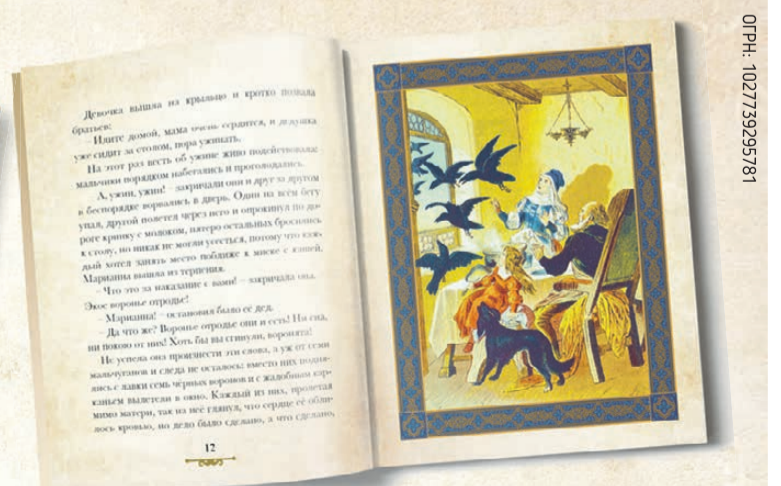 Девочка вышла на крыльцо и кротко позвала
братьев:
– Идите домой, мама очень сердится, и дедушка
уже сидит за столом, пора ужинать.
На этот раз весть об ужине живо подействовала:
мальчики порядком набегались и проголодались.
– А, ужин, ужин! – закричали они и друг за другом
в беспорядке ворвались в дверь. Один на всём бегу
упал, другой полетел через него и опрокинул по до-
роге кринку с молоком, пятеро остальных бросились
к столу, но никак не могли усесться, потому что каж-
дый хотел занять место поближе к миске с кашей.
Марианна вышла из терпения.
– Что это за наказание с вами! – закричала она.
Экое воронье отродье!
– Марианна! – остановил было её дед.
– Да что же? Воронье отродье они и есть! Ни сна,
ни покою от них! Хоть бы вы сгинули, воронята!
Не успела она произнести эти слова, а уж от семи
мальчуганов и следа не осталось: вместо них подня-
лись с лавки семь чёрных воронов и с жалобным кар-
каньем вылетели в окно. Каждый из них, пролетая
мимо матери, так на неё глянул, что сердце её обли-
лось кровью, но дело было сделано, а что сделано,
12
ОГРН: 1027739295781